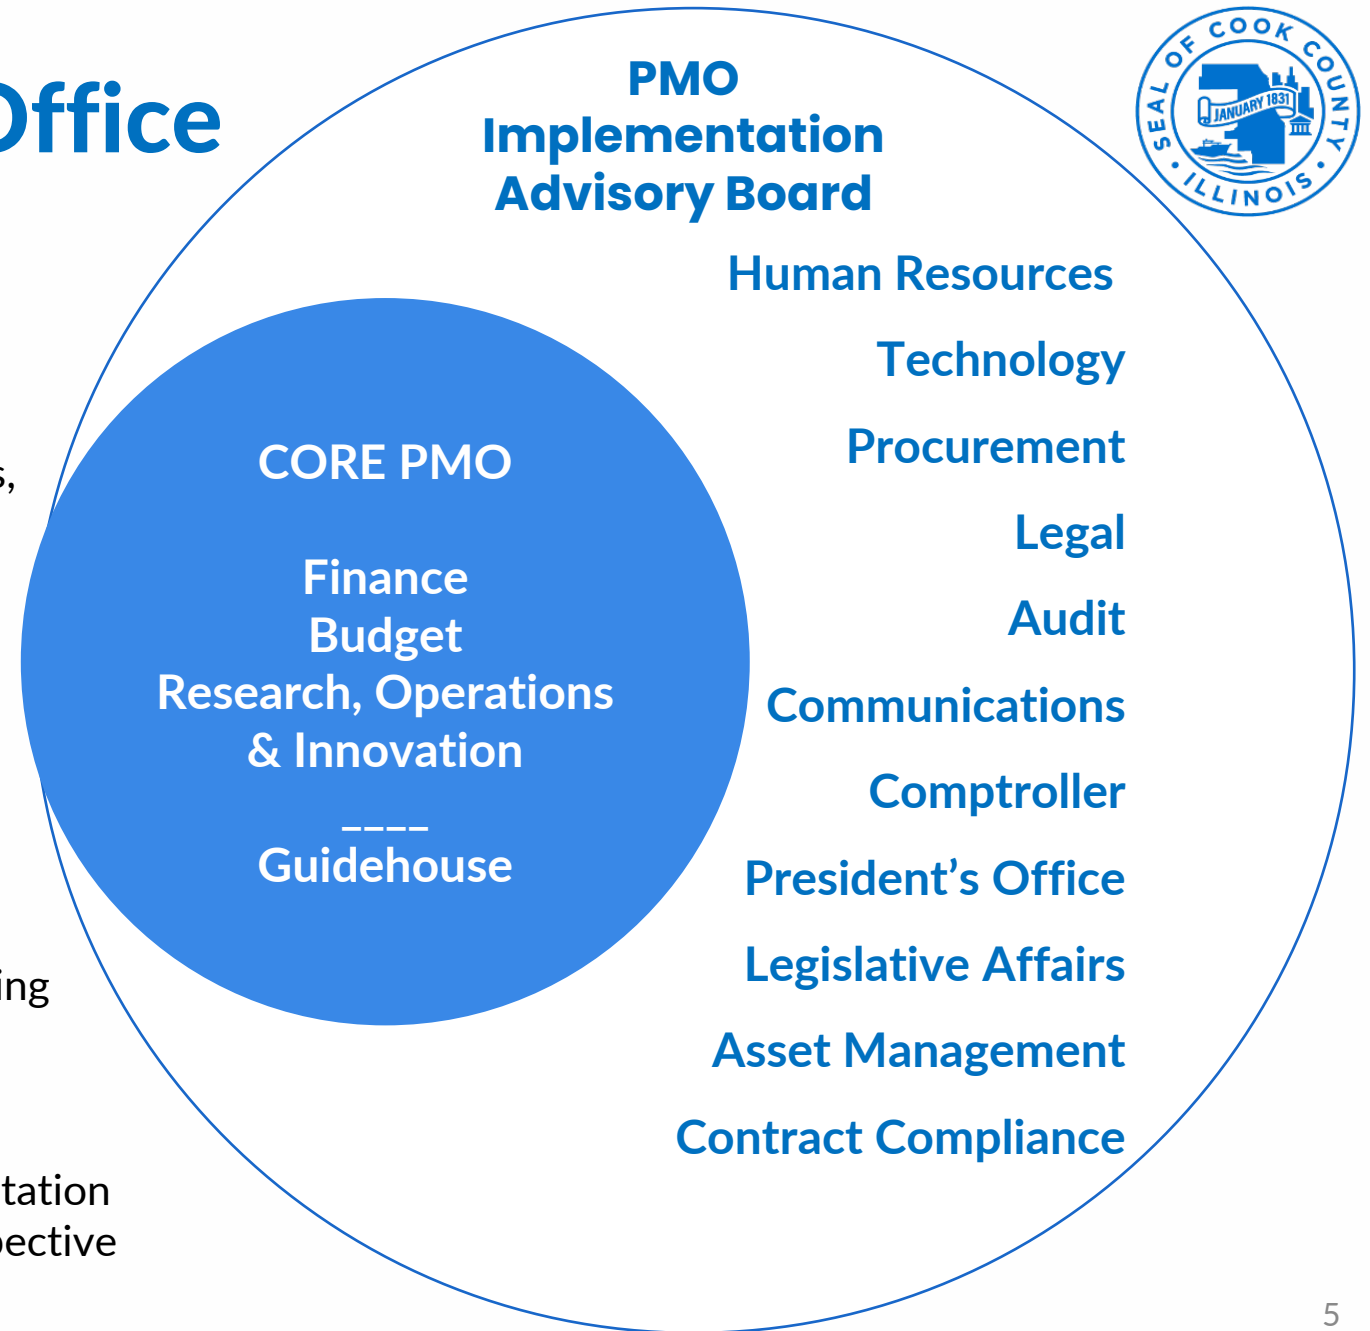 Office
PMO
Implementation
Advisory Board
SEAL OF COOK COUNTY
JANUARY 1831
ILLINOIS
Human Resources
Technology
Procurement
Legal
Audit
Communications
Comptroller
President’s Office
Legislative Affairs
Asset Management
Contract Compliance
CORE PMO
Finance
Budget
Research, Operations
& Innovation
____
Guidehouse
s,
ing
tation
pective
5